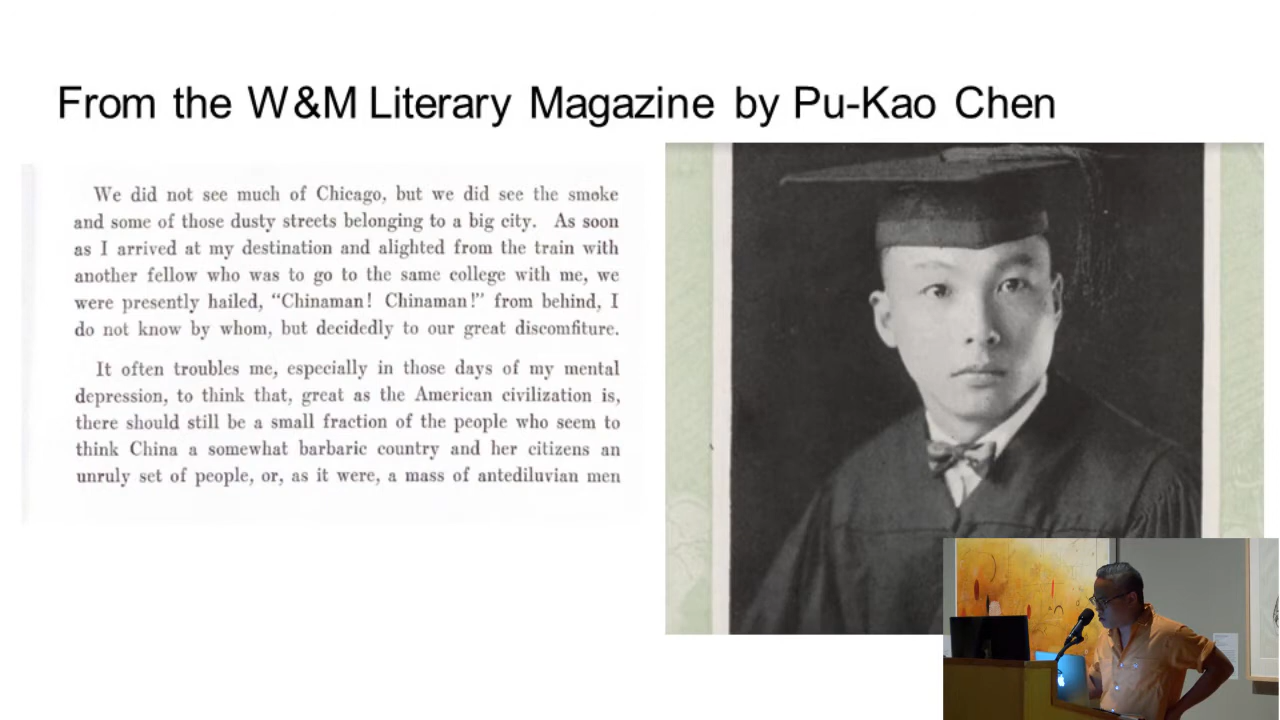 From the W&M Literary Magazine by Pu-Kao Chen
We did not see much of Chicago, but we did see the smoke
and some of those dusty streets belonging to a big city. As soon
as I arrived at my destination and alighted from the train with
another fellow who was to go to the same college with me, we
were presently hailed, “Chinaman! Chinaman!” from behind, I
do not know by whom, but decidedly to our great discomfiture.
It often troubles me, especially in those days of my mental
depression, to think that, great as the American civilization is,
there should still be a small fraction of the people who seem to
think China a somewhat barbaric country and her citizens an
unruly set of people, or, as it were, a mass of antediluvian men